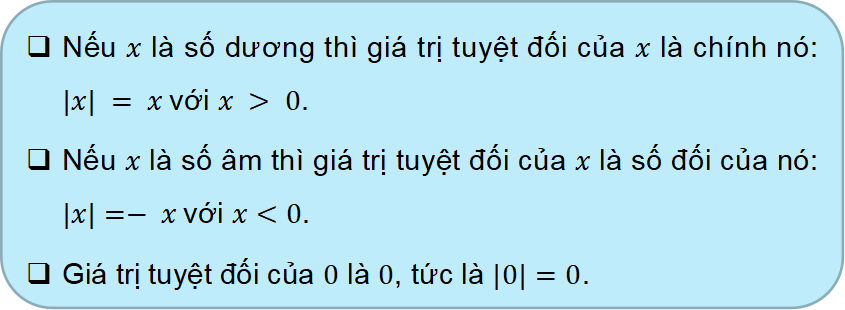 ❑ Nếu 𝑥 là số dương thì giá trị tuyệt đối của 𝑥 là chính nó:
|𝑥| = 𝑥 với 𝑥 > 0.
❑ Nếu 𝑥 là số âm thì giá trị tuyệt đối của 𝑥 là số đối của nó:
|𝑥| =− 𝑥 với 𝑥 < 0.
❑ Giá trị tuyệt đối của 0 là 0, tức là |0| = 0.